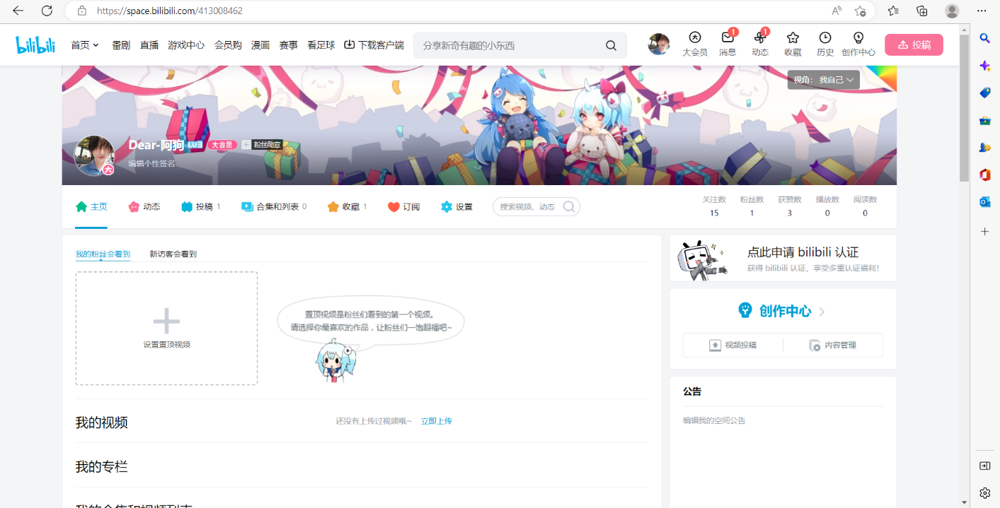 https://space.bilibili.com/413008462
bilibili 首页 番剧 直播 游戏中心 会员购 漫画 赛事 看足球 下载客户端 分享新奇有趣的小东西 大会员 消息 1 动态 1 收藏 历史 创作中心 投稿
视角： 我自己
Dear-阿狗 LV3 大会员 粉丝勋章
编辑个性签名
大
主页 动态 投稿 1 合集和列表 0 收藏 1 订阅 设置 搜索视频、动态
关注数 粉丝数 获赞数 播放数 阅读数
15 1 3 0 0
我的粉丝会看到 新访客会看到
设置置顶视频
置顶视频是粉丝们看到的第一个视频。
请选择你最喜欢的作品，让粉丝们一饱眼福吧~
我的视频 还没有上传过视频哦~ 立即上传
我的专栏
我的合集和视频列表
点此申请 bilibili 认证
获得 bilibili 认证，享受多重认证福利！
创作中心
视频投稿 内容管理
公告
编辑我的空间公告